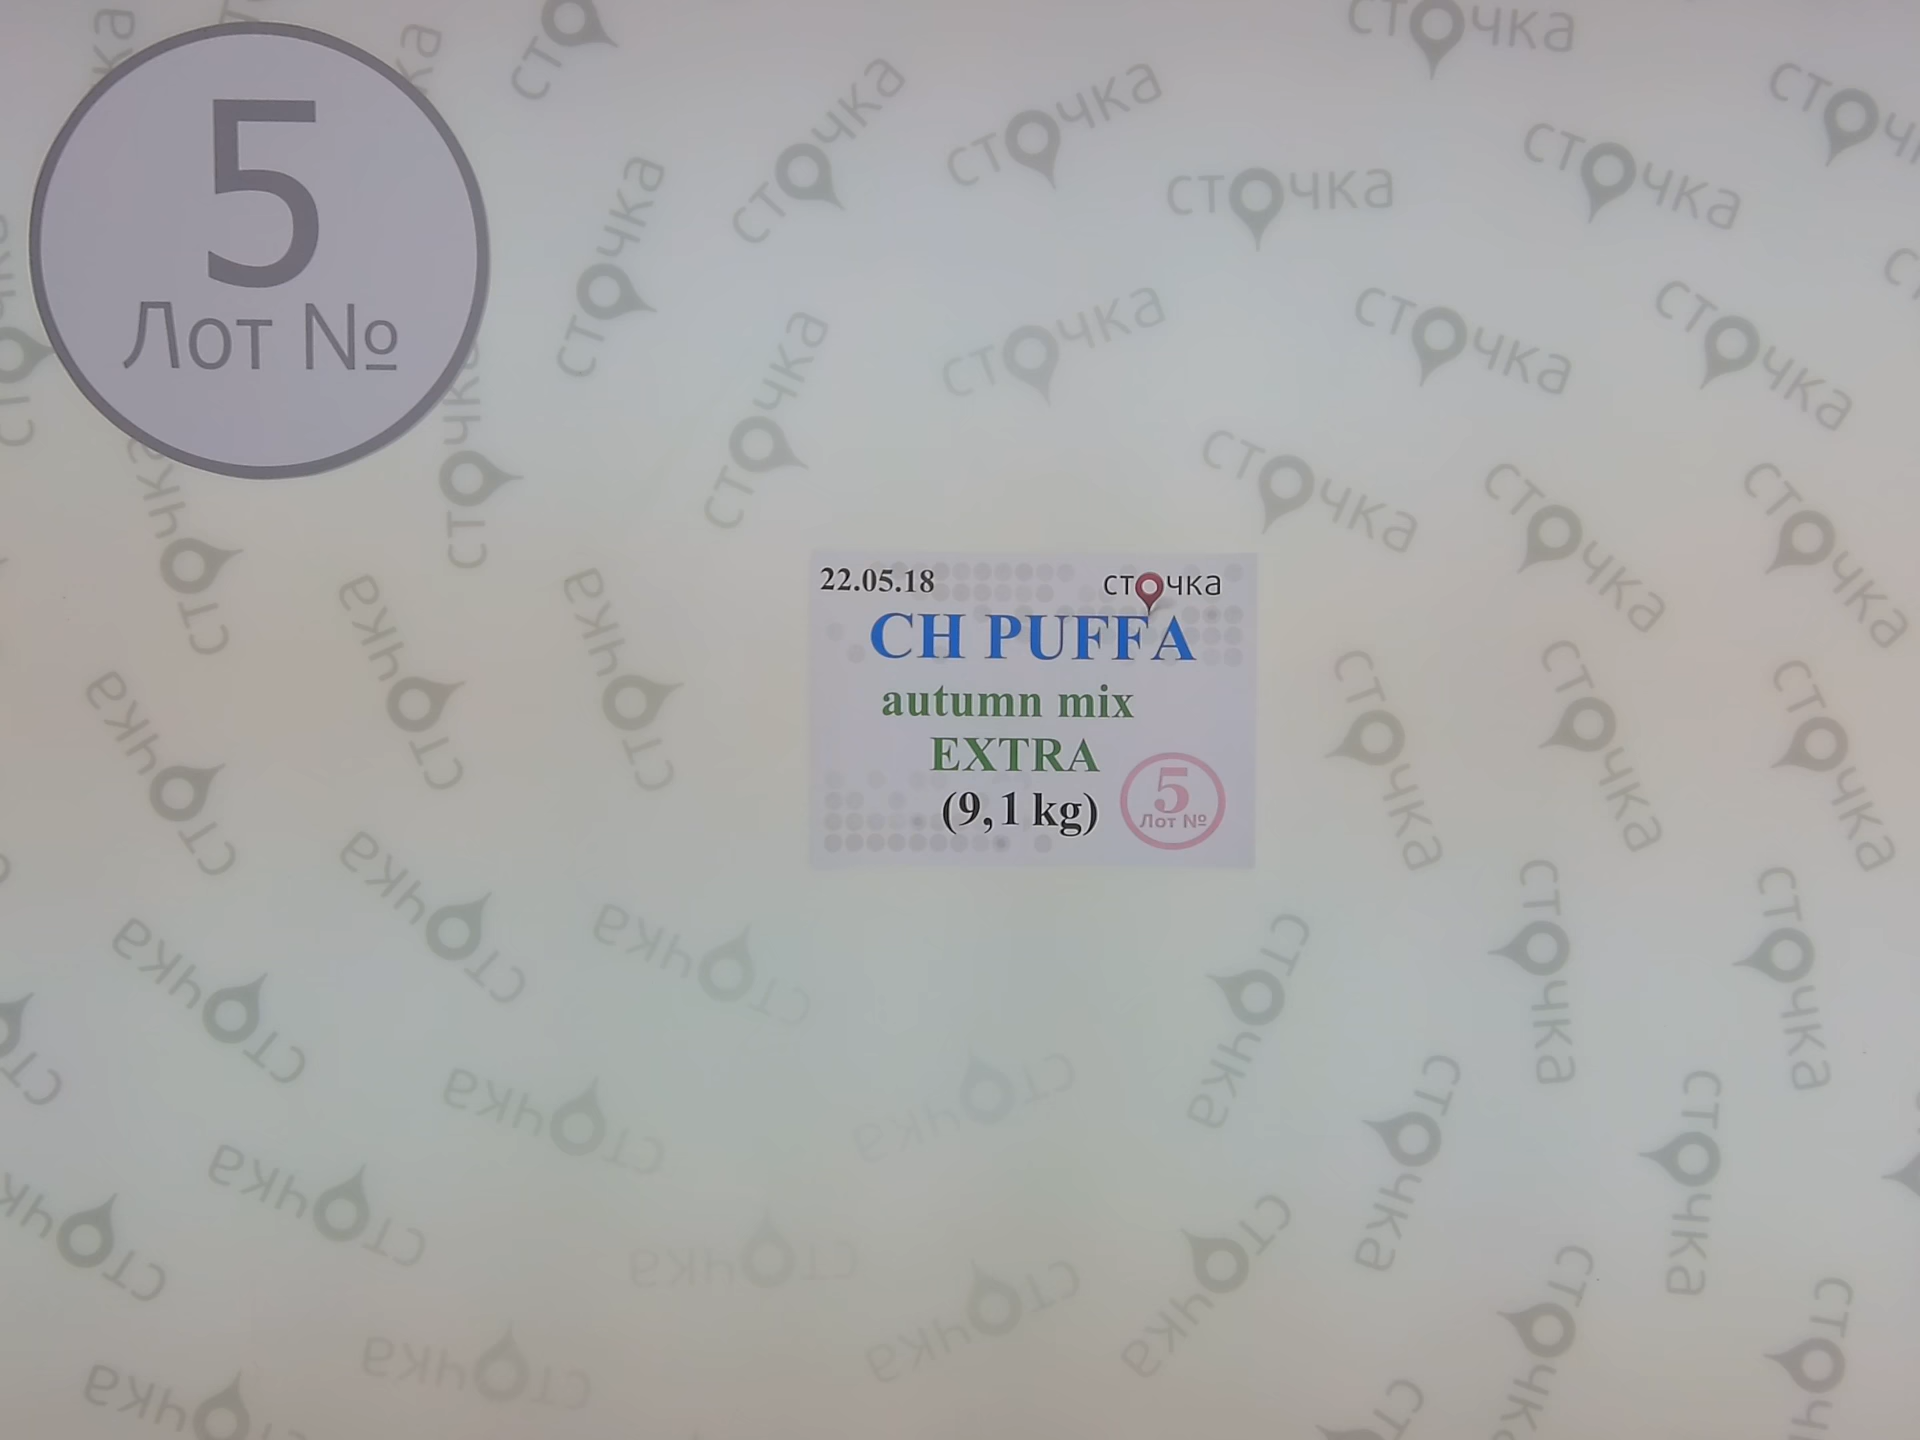 5
Лот №
22.05.18
сточка
CH PUFFA
autumn mix
EXTRA
(9,1 kg)
5
Лот №